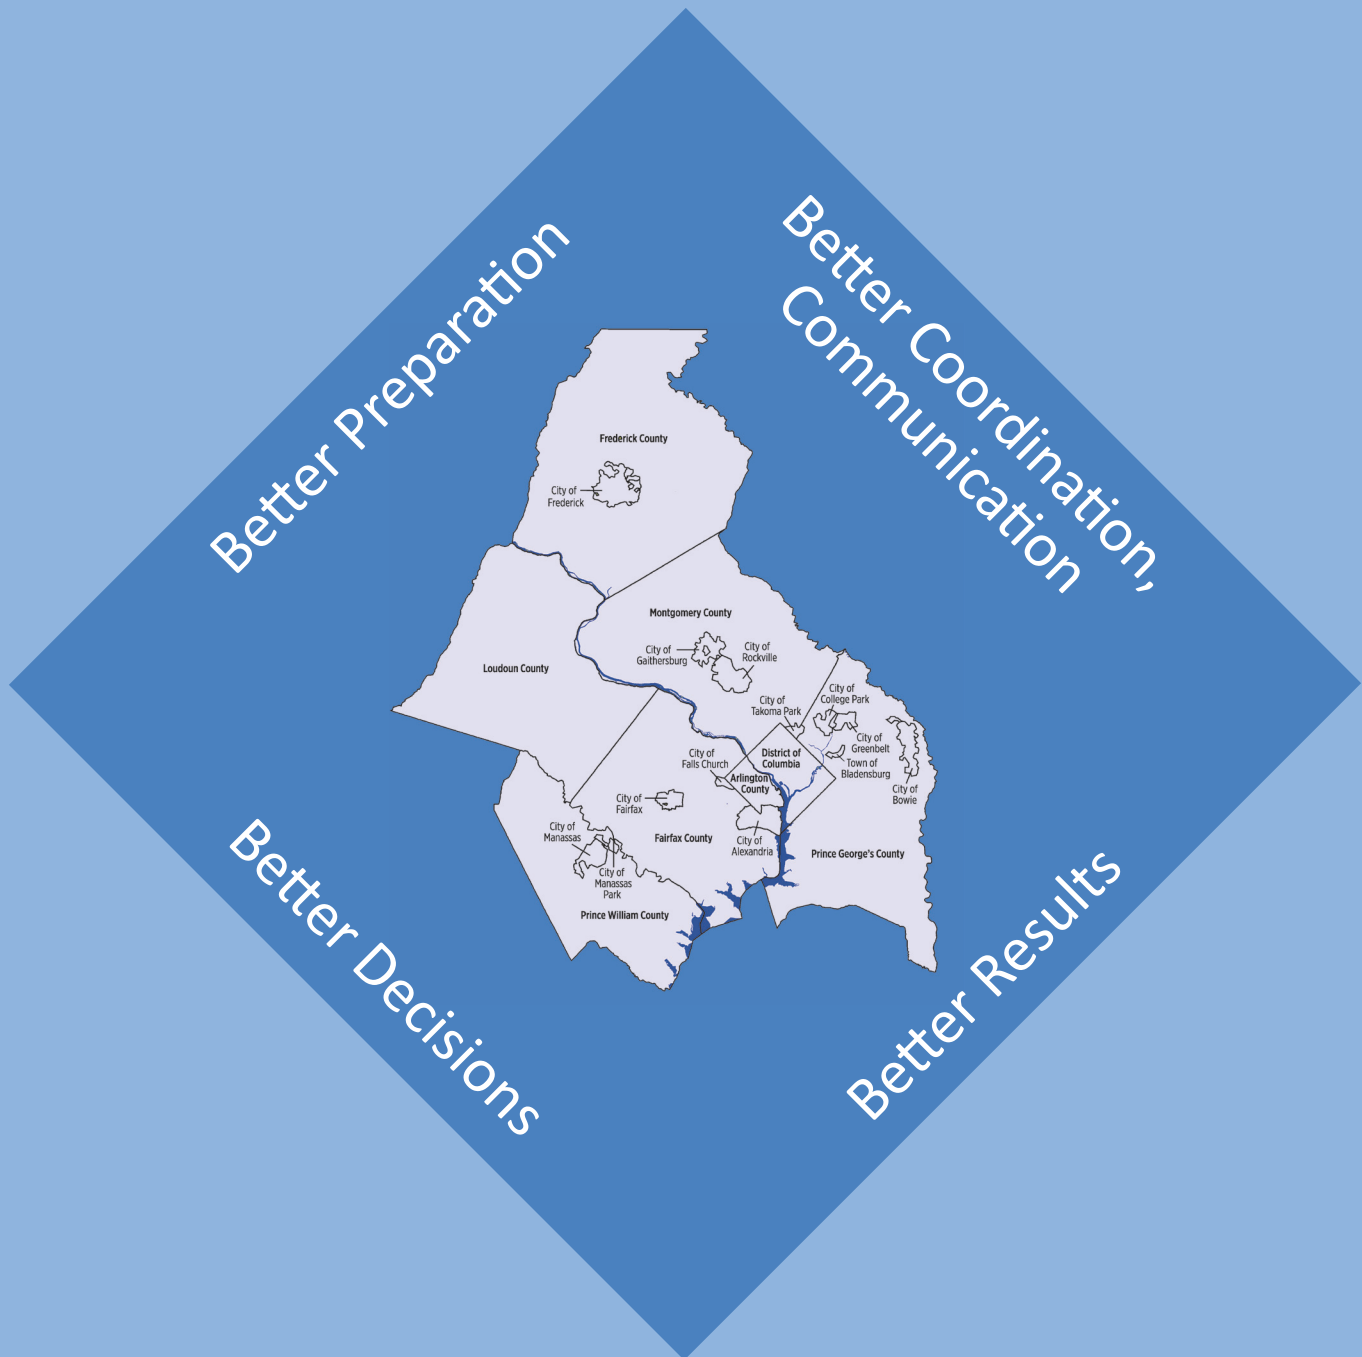 Better Preparation
Better Coordination,
Communication
Frederick County
City of
Frederick
Montgomery County
City of
Gaithersburg
City of
Rockville
Loudoun County
City of
College Park
City of
Takoma Park
City of
Greenbelt
District of
Columbia
City of
Falls Church
Town of
Bladensburg
Arlington
County
City of
Bowie
City of
Fairfax
City of
Manassas
Fairfax County
City of
Alexandria
Prince George's County
City of
Manassas
Park
Prince William County
Better Decisions
Better Results